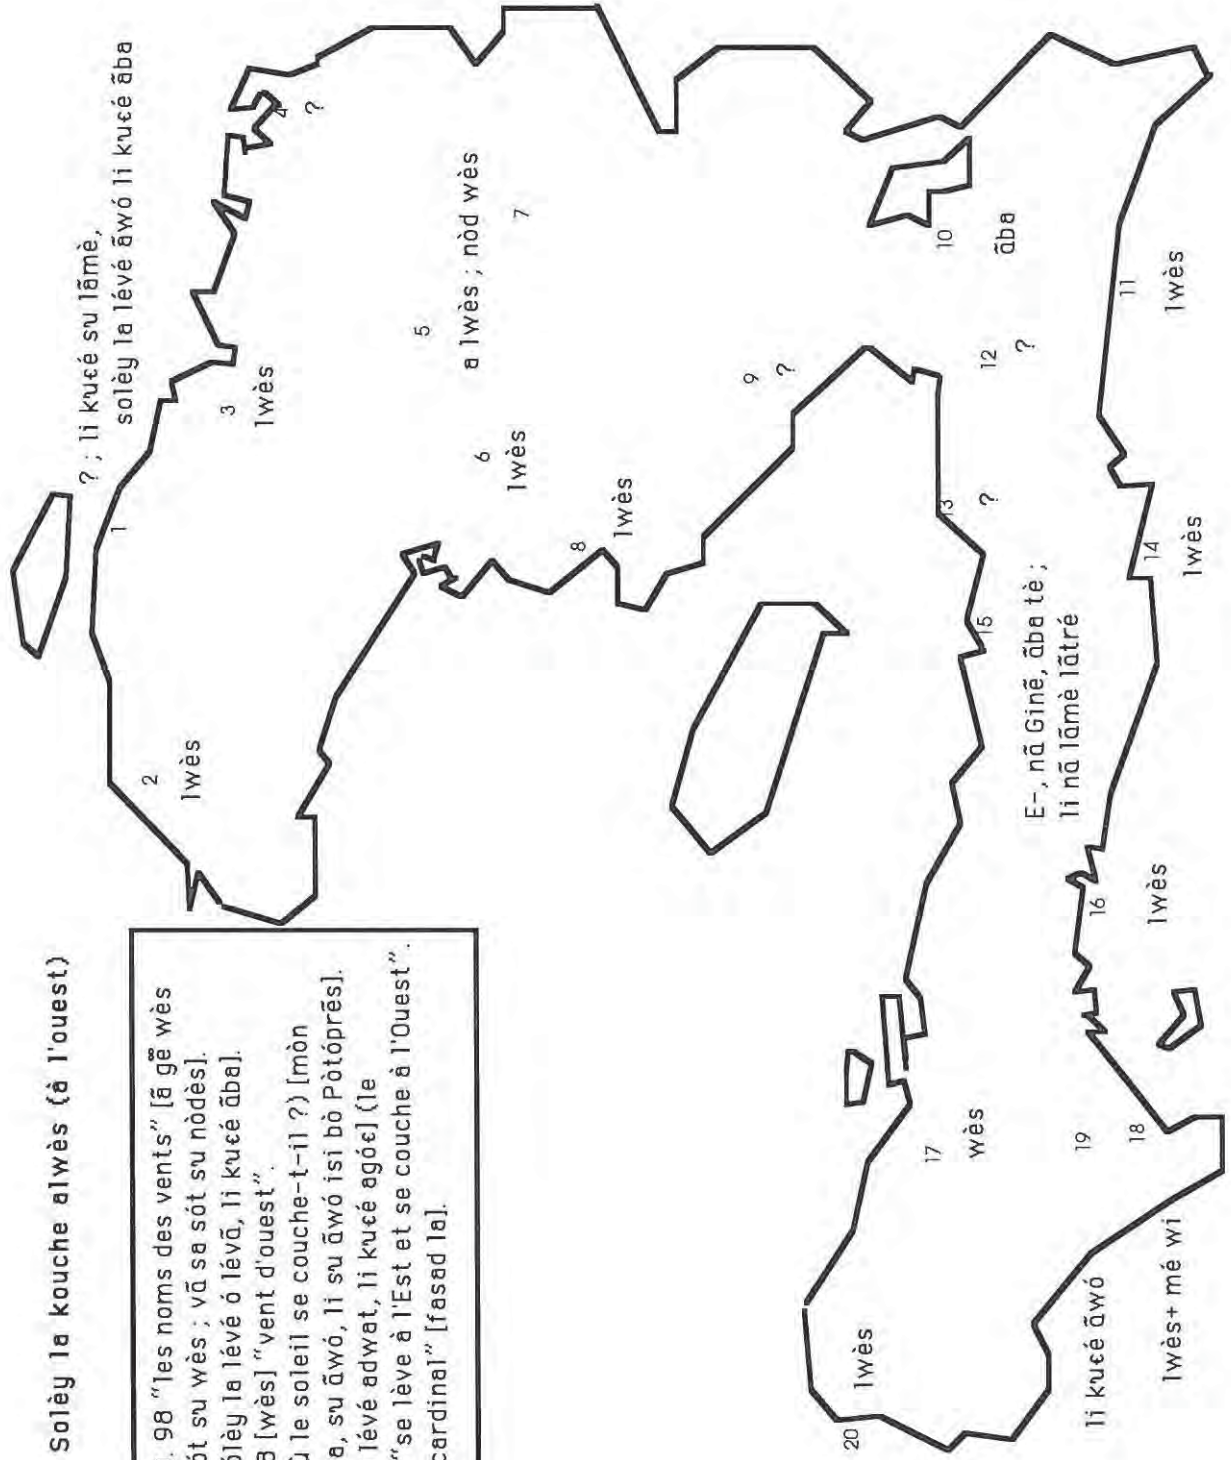 Solèy la kouche alwès (à l'ouest)
. 98 "les noms des vents" [ã gẽ wès
ót su wès ; vã sa sót su nòdès].
òlèy la lévé ó lévã, li kuɛé ãba].
8 [wès] "vent d'ouest".
ù le soleil se couche-t-il ?) [mòn
a, su ãwó, li su ãwó isi bò Pòtóprẽs].
lévé adwat, li kuɛé agóɛ] (le
"se lève à l'Est et se couche à l'Ouest".
cardinal" [fasad la].
1
? ; li kuɛé su lãmè,
solèy la lévé ãwó li kuɛé ãba
2
lwès
3
lwès
4
?
5
a lwès ; nòd wès
7
6
lwès
8
lwès
9
?
10
ãba
11
lwès
12
?
13
?
14
lwès
15
E-, nã Ginẽ, ãba tè ;
li nã lãmè lãtré
16
lwès
17
wès
18
19
li kuɛé ãwó
lwès+ mé wi
20
lwès